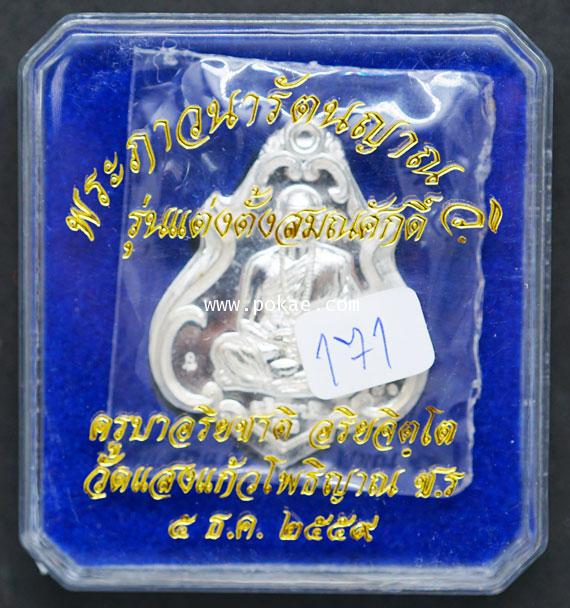 พระภาวนารัตนญาณ วิ.
รุ่นแต่งตั้งสมณศักดิ์
www.pokae.com
171
ครูบาอริยชาติ อริยจิตฺโต
วัดแสงแก้วโพธิญาณ ช.ร
๕ ธ.ค. ๒๕๕๙